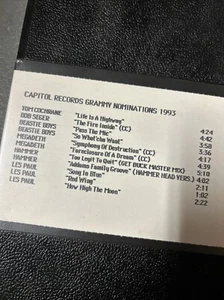 CAPITOL RECORDS GRAMMY NOMINATIONS 1993
TOM COCHRANE "Life Is A Highway" 4:24
BOB SEGER "The Fire Inside" (CC) 4:42
BEASTIE BOYS "Pass The Mic" (CC) 3:58
BEASTIE BOYS "So What'cha Want" 3:36
MEGADETH "Symphony Of Destruction" (CC) 4:17
MEGADETH "Foreclosure Of A Dream" (CC) 4:39
HAMMER "Too Legit To Quit" (GET BUCK MASTER MIX) 5:10
HAMMER "Addams Family Groove" (HAMMER HEAD VERS.) 4:02
LES PAUL "Song In Blue" 2:11
LES PAUL "Red Wing" 1:02
LES PAUL "How High The Moon" 2:22